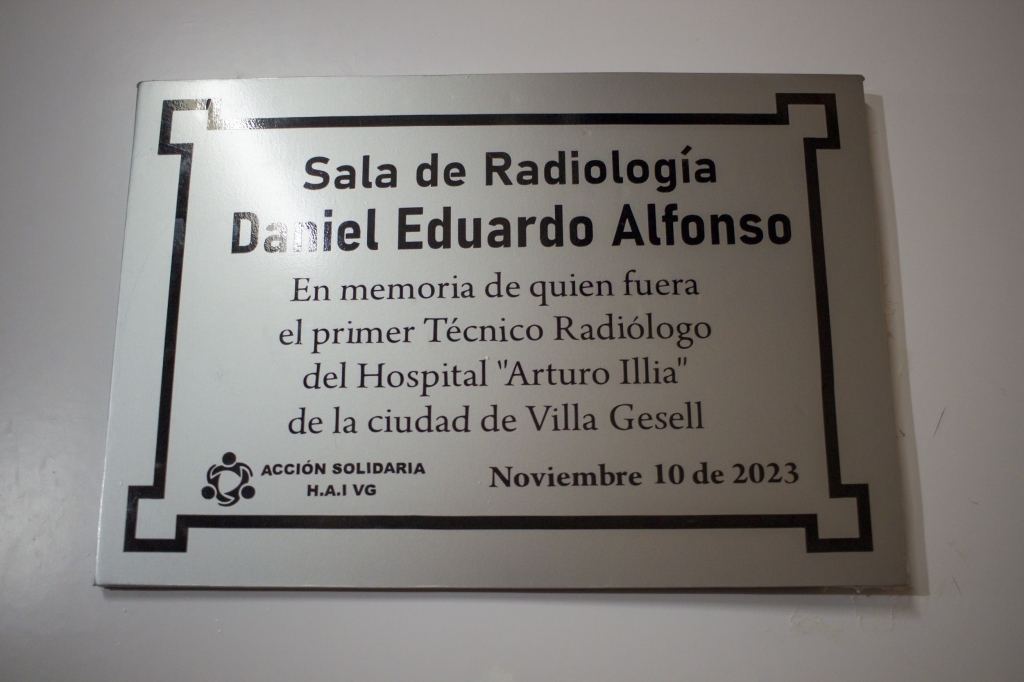 Sala de Radiología
Daniel Eduardo Alfonso
En memoria de quien fuera
el primer Técnico Radiólogo
del Hospital "Arturo Illia"
de la ciudad de Villa Gesell
ACCIÓN SOLIDARIA
H.A.I VG
Noviembre 10 de 2023